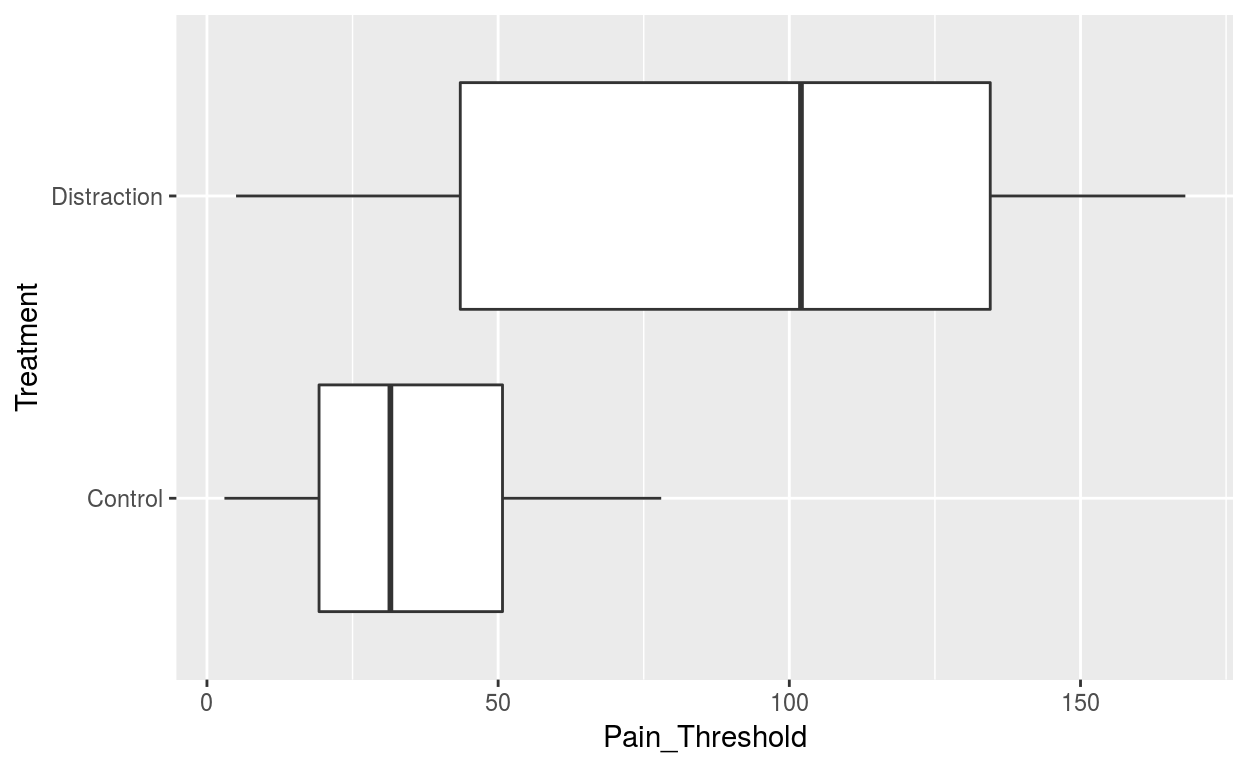 Treatment
Distraction
Control
0 50 100 150
Pain_Threshold